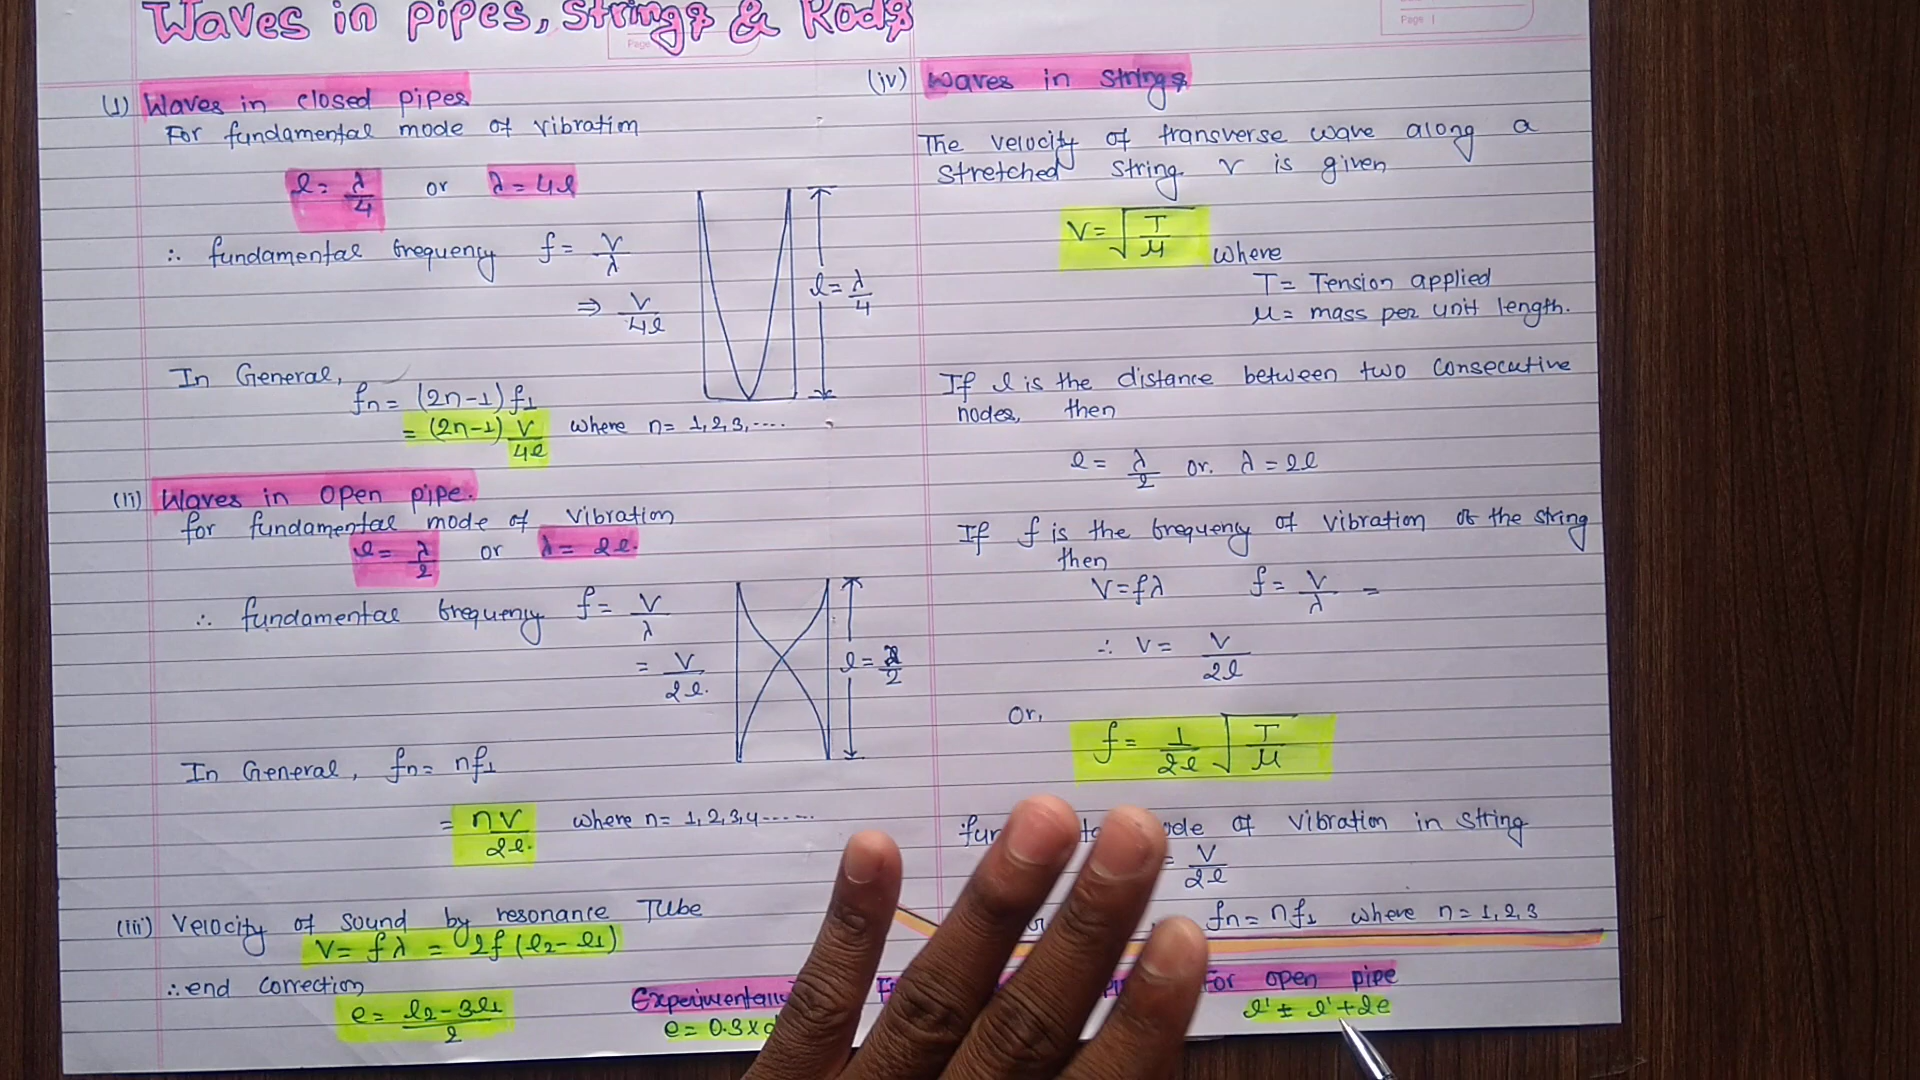 Waves in pipes, Strings & Rods
Page
Page |
(i) Waves in closed pipes
For fundamental mode of vibration
l = λ/4 or λ = 4l
∴ fundamental frequency f = V/λ
⇒ V/4l
l = λ/4
In General,
fn = (2n-1) f1
= (2n-1) V/4l where n = 1, 2, 3, ....
(ii) Waves in open pipe.
for fundamental mode of vibration
l = λ/2 or λ = 2l.
∴ fundamental frequency f = V/λ
= V/2l.
l = λ/2
In General, fn = nf1
= nV/2l. where n = 1, 2, 3, 4 ......
(iii) Velocity of sound by resonance Tube
V = fλ = 2f (l2 - l1)
∴ end correction
e = l2 - 3l1/2
Experimentally
e = 0.3 x d
(iv) Waves in strings
The velocity of transverse wave along a
stretched string v is given
V = √T/μ where
T = Tension applied
μ = mass per unit length.
If l is the distance between two consecutive
nodes, then
l = λ/2 or. λ = 2l
If f is the frequency of vibration of the string
then
V = fλ f = V/λ =
∴ V = V/2l
Or,
f = 1/2l √T/μ
mode of vibration in string
= V/2l
fn = nf1 where n = 1, 2, 3
For open pipe
l' = l' + 2e